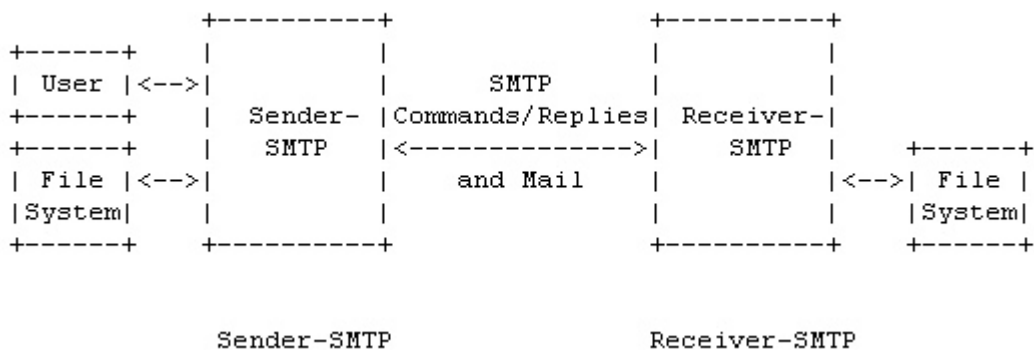 +----------+                +----------+
+------+  |          |                |          |
| User |<-->|          |      SMTP      |          |
+------+  |  Sender- |Commands/Replies| Receiver-|
+------+  |   SMTP   |<-------------->|    SMTP  |    +------+
| File |<-->|          |    and Mail    |          |<-->| File |
|System|    |          |                |          |    |System|
+------+    +----------+                +----------+    +------+
Sender-SMTP                Receiver-SMTP